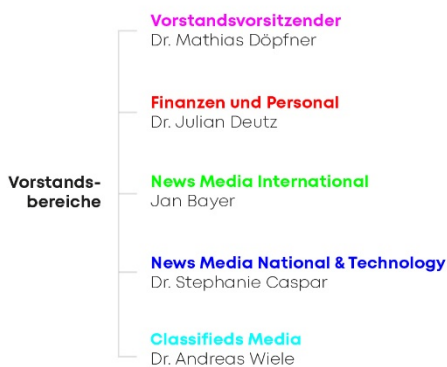 Vorstandsvorsitzender
Dr. Mathias Döpfner
Finanzen und Personal
Dr. Julian Deutz
Vorstands-
bereiche
News Media International
Jan Bayer
News Media National & Technology
Dr. Stephanie Caspar
Classifieds Media
Dr. Andreas Wiele